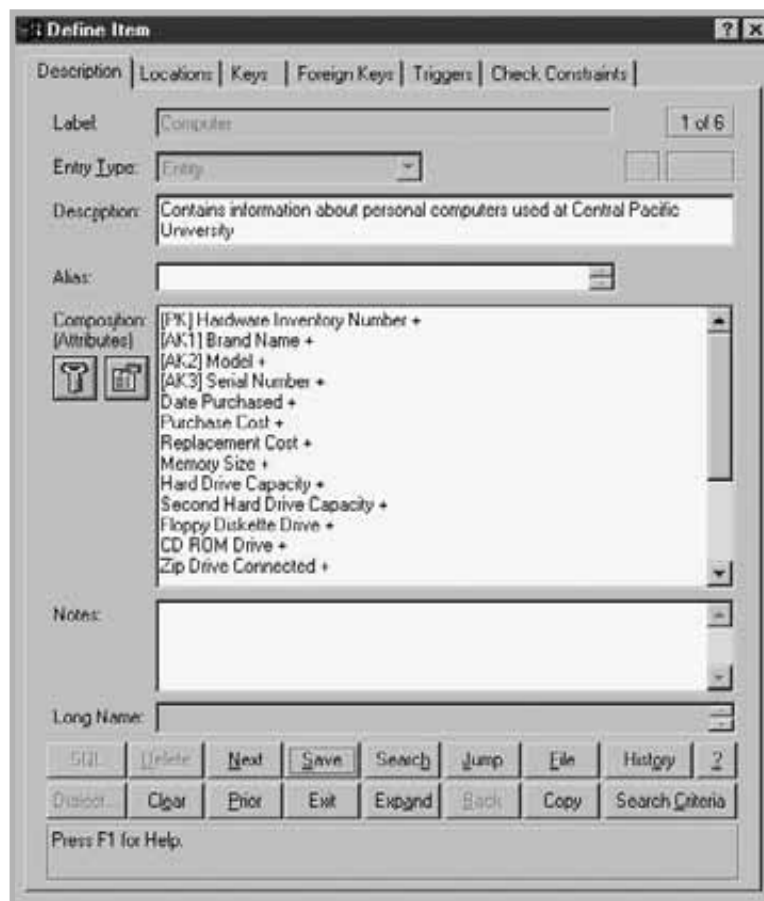 Define Item
Description Locations Keys Foreign Keys Triggers Check Constraints
Label: Computer 1 of 6
Entry Type: Entity
Description: Contains information about personal computers used at Central Pacific
University
Alias:
Composition: [PK] Hardware Inventory Number +
(Attributes) [AK1] Brand Name +
[AK2] Model +
[AK3] Serial Number +
Date Purchased +
Purchase Cost +
Replacement Cost +
Memory Size +
Hard Drive Capacity +
Second Hard Drive Capacity +
Floppy Diskette Drive +
CD ROM Drive +
Zip Drive Connected +
Notes:
Long Name:
SQL Delete Next Save Search Jump File History ?
Dialect... Clear Prior Exit Expand Back Copy Search Criteria
Press F1 for Help.